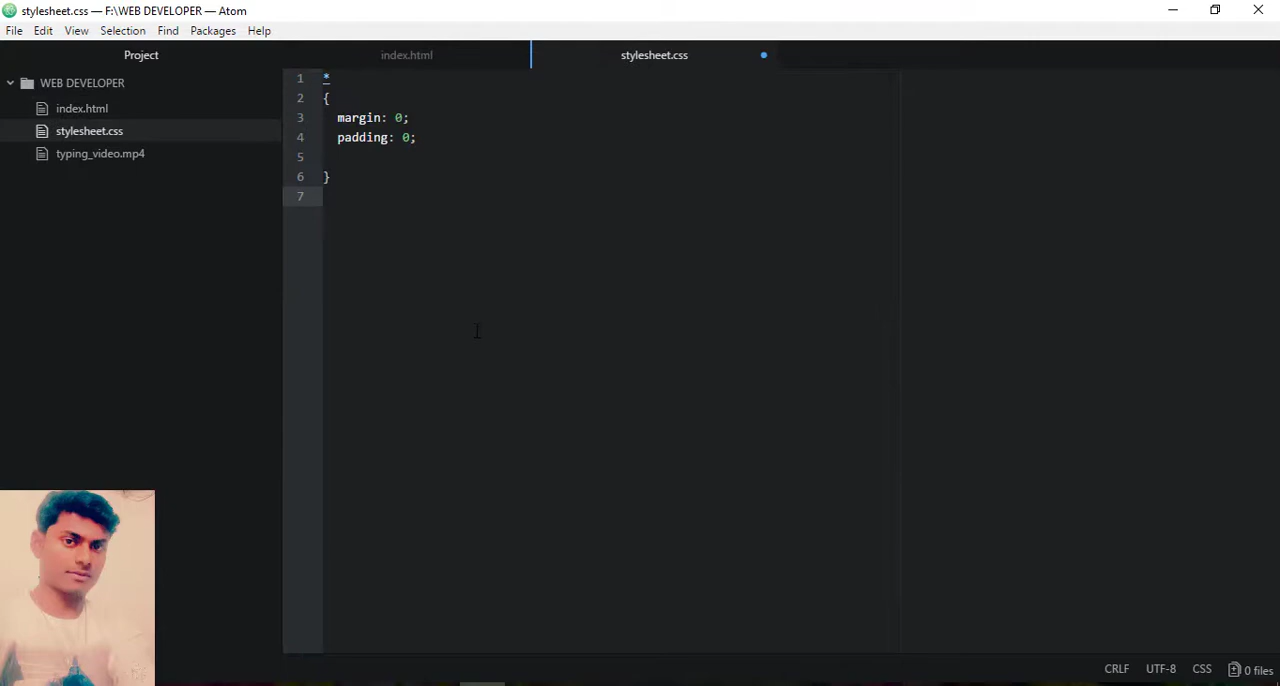 stylesheet.css — F:\WEB DEVELOPER — Atom
File Edit View Selection Find Packages Help
Project index.html stylesheet.css
WEB DEVELOPER
index.html
stylesheet.css
typing_video.mp4
1 *
2 {
3 margin: 0;
4 padding: 0;
5
6 }
7
CRLF UTF-8 CSS 0 files